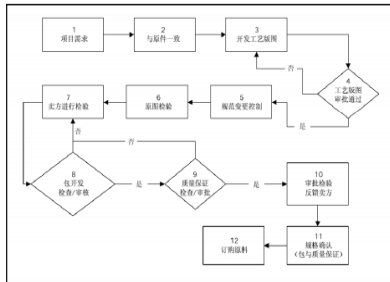 1
项目需求
2
与原件一致
3
开发工艺版图
否
4
工艺版图
审批通过
是
5
规范变更控制
6
原图检验
7
卖方进行检验
否
否
8
包开发
检查/审核
是
9
质量保证
检查/审批
是
10
审批检验
反馈卖方
11
规格确认
(包与质量保证)
12
订购原料